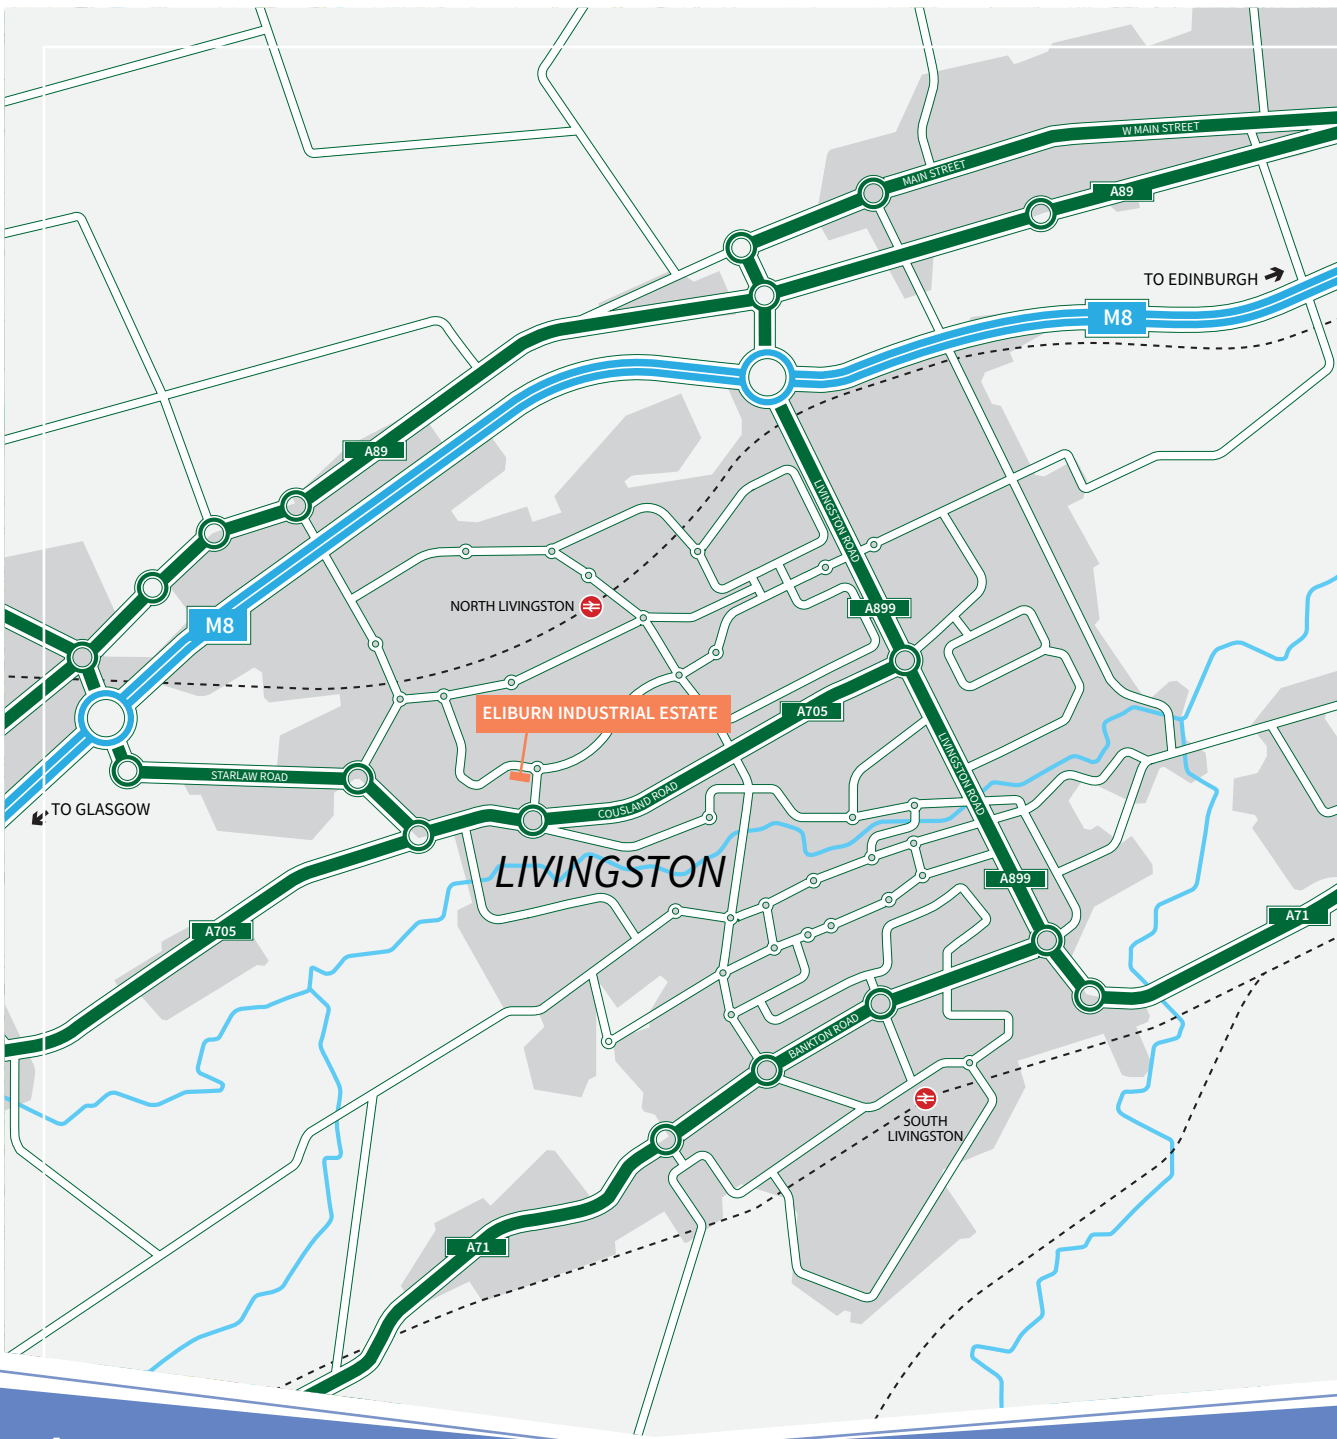 W MAIN STREET
MAIN STREET
A89
TO EDINBURGH
M8
A89
LIVINGSTON ROAD
NORTH LIVINGSTON
A899
M8
ELIBURN INDUSTRIAL ESTATE
A705
STARLAW ROAD
LIVINGSTON ROAD
COUSLAND ROAD
TO GLASGOW
LIVINGSTON
A899
A705
A71
BANKTON ROAD
SOUTH
LIVINGSTON
A71